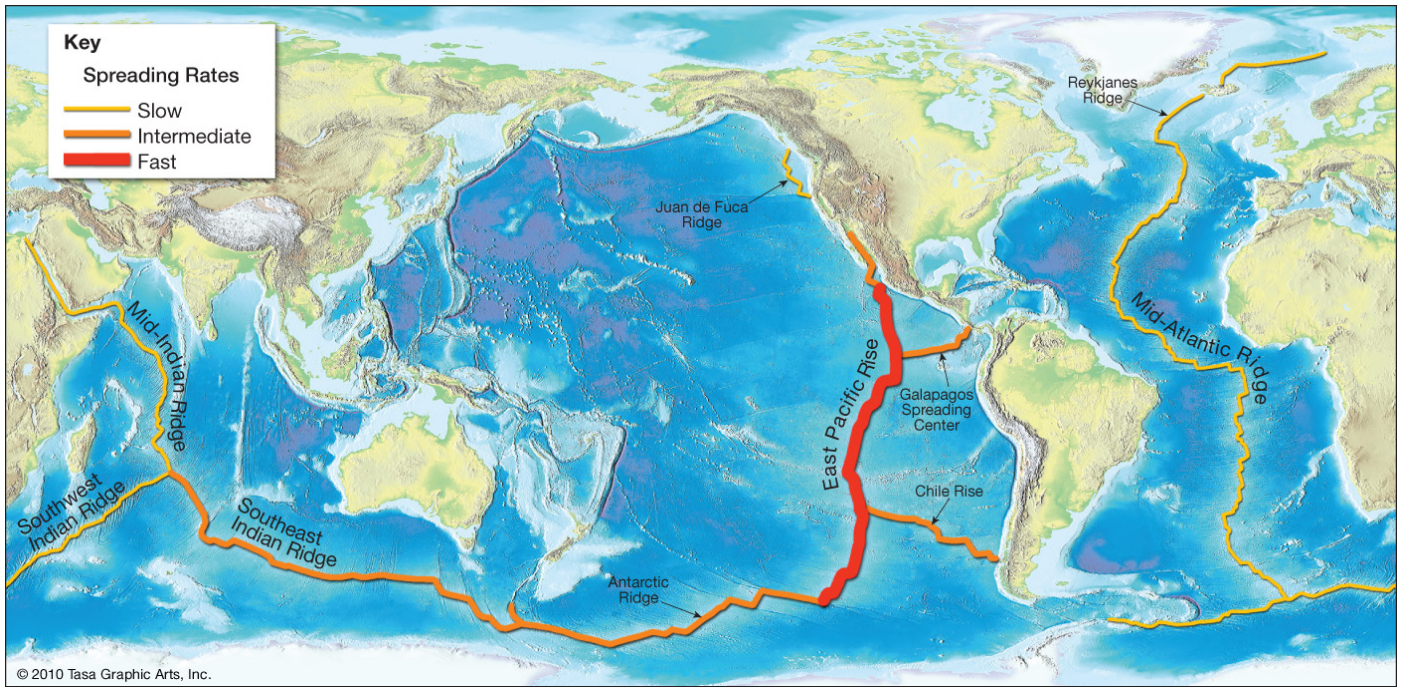 Key
Spreading Rates
Slow
Intermediate
Fast
Reykjanes
Ridge
Juan de Fuca
Ridge
Mid-Indian Ridge
Mid-Atlantic Ridge
East Pacific Rise
Galapagos
Spreading
Center
Southwest
Indian Ridge
Southeast
Indian Ridge
Chile Rise
Antarctic
Ridge
© 2010 Tasa Graphic Arts, Inc.